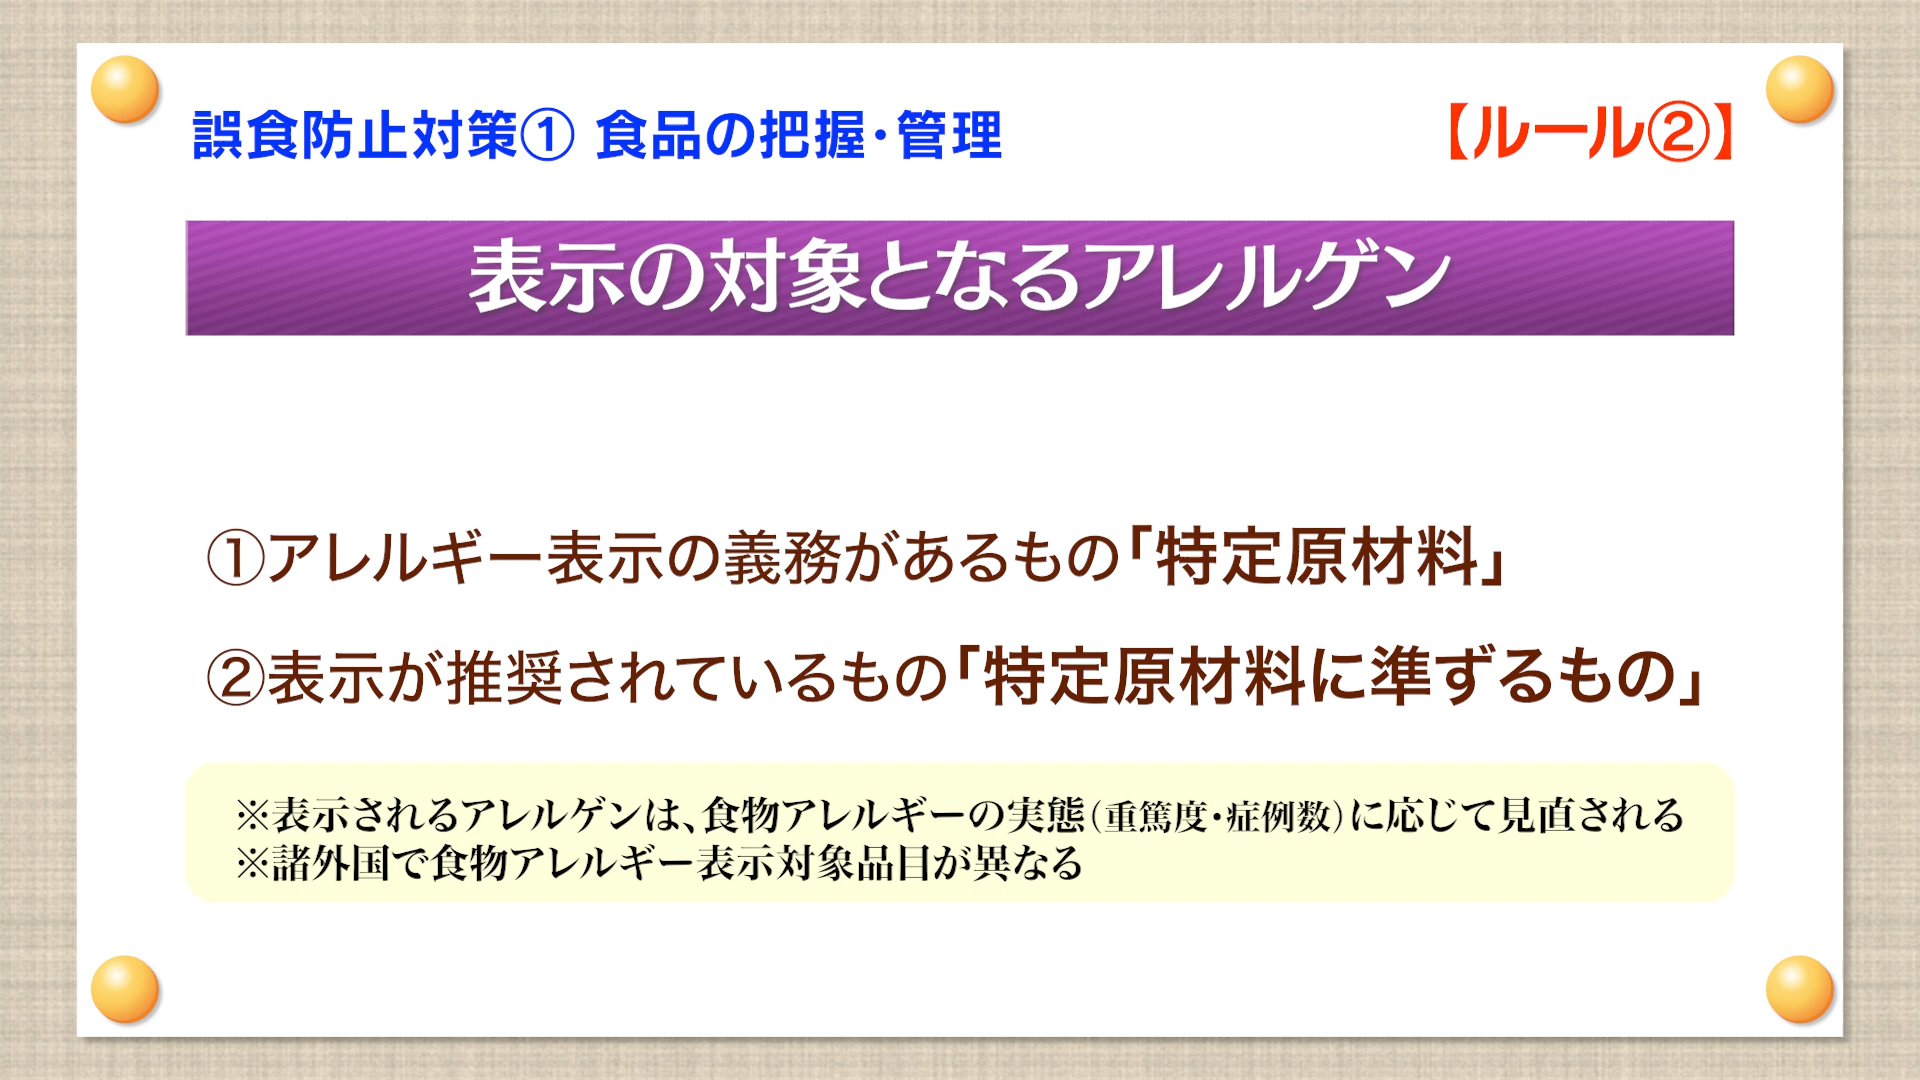 誤食防止対策① 食品の把握・管理
【ルール②】
表示の対象となるアレルゲン
①アレルギー表示の義務があるもの「特定原材料」
②表示が推奨されているもの「特定原材料に準ずるもの」
※表示されるアレルゲンは、食物アレルギーの実態(重篤度・症例数)に応じて見直される
※諸外国で食物アレルギー表示対象品目が異なる